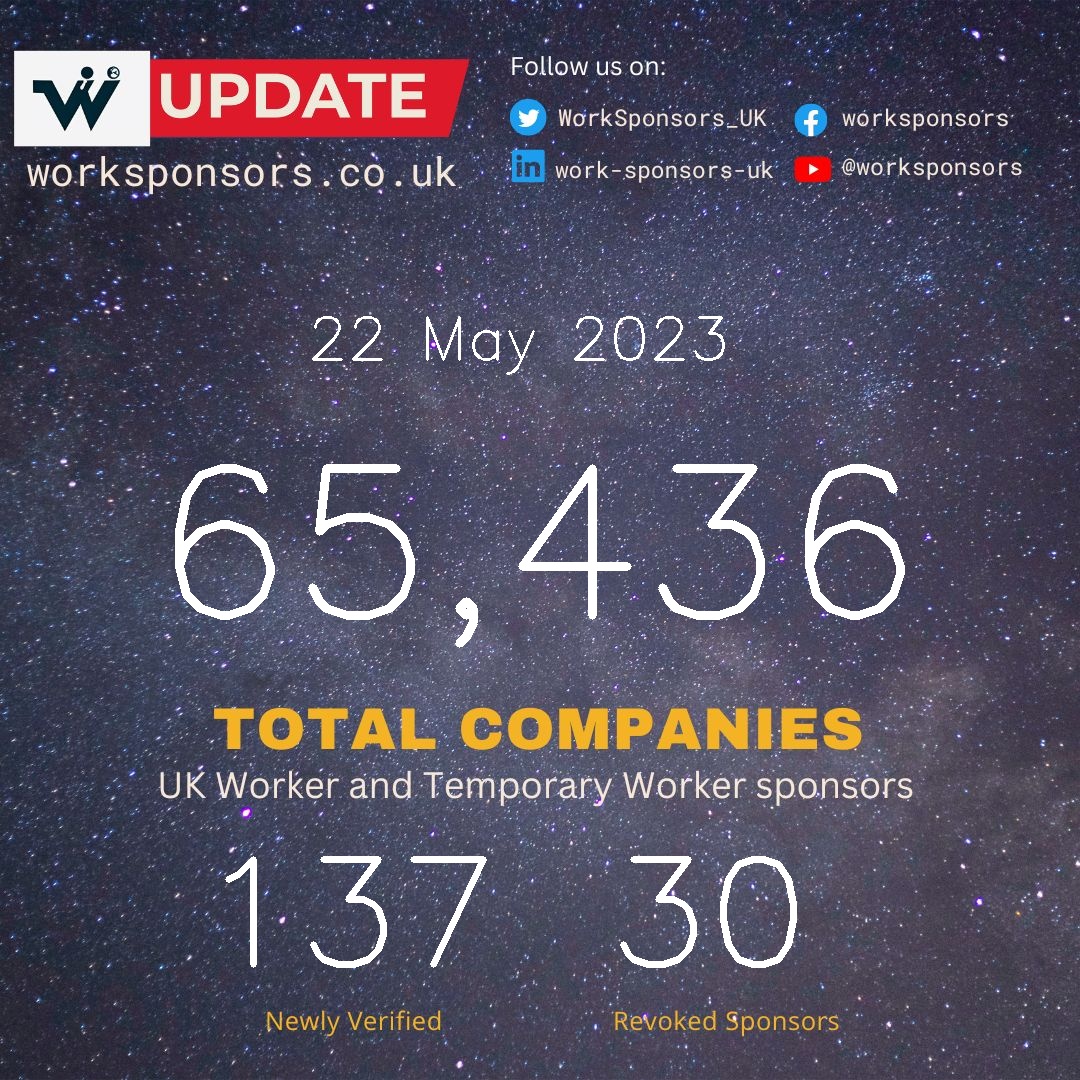 UPDATE
worksponsors.co.uk
Follow us on:
WorkSponsors_UK
worksponsors
work-sponsors-uk
@worksponsors
22 May 2023
65,436
TOTAL COMPANIES
UK Worker and Temporary Worker sponsors
137 30
Newly Verified Revoked Sponsors